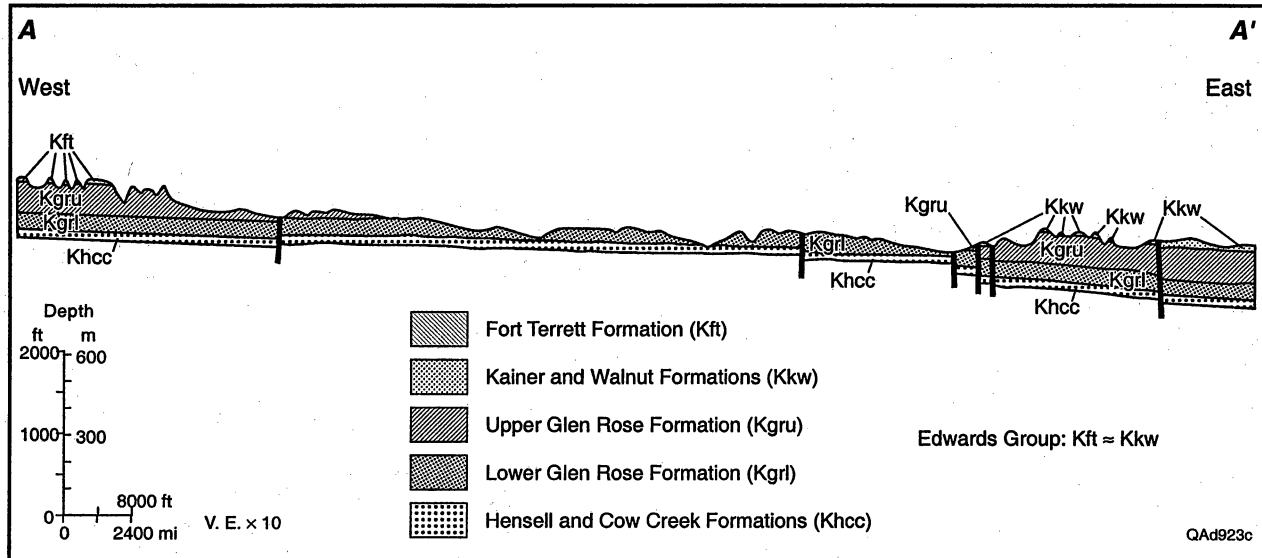 A
A'
West
East
Kft
Kgru
Kgrl
Khcc
Kgrl
Khcc
Kgru
Kkw
Kkw
Kkw
Kgru
Kgrl
Khcc
Depth
ft m
2000 600
1000 300
0
8000 ft
0 2400 mi
V. E. × 10
Fort Terrett Formation (Kft)
Kainer and Walnut Formations (Kkw)
Upper Glen Rose Formation (Kgru)
Lower Glen Rose Formation (Kgrl)
Hensell and Cow Creek Formations (Khcc)
Edwards Group: Kft ≈ Kkw
QAd923c